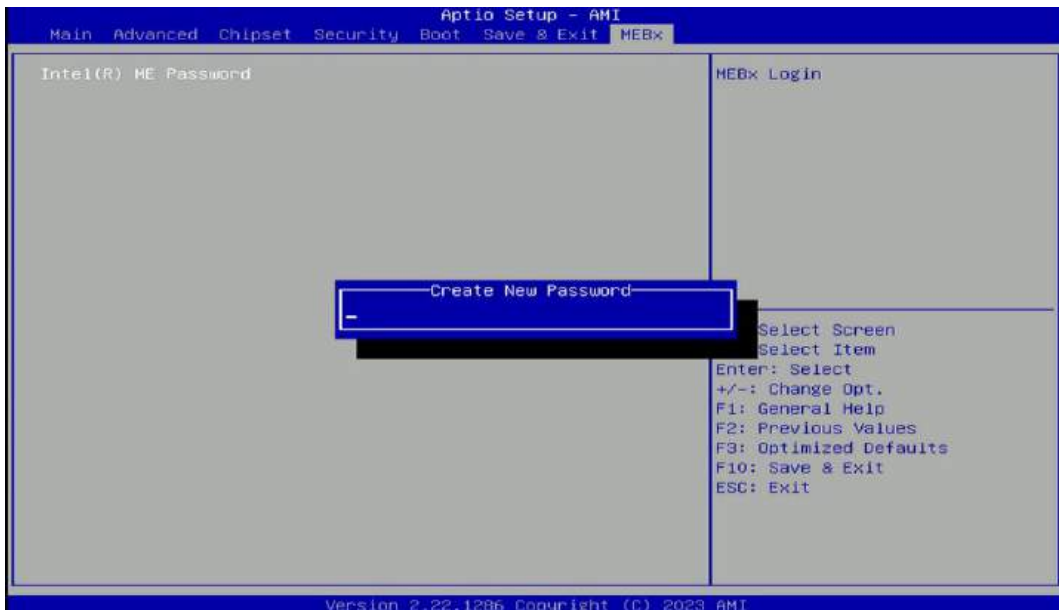 Aptio Setup - AMI
Main Advanced Chipset Security Boot Save & Exit MEBx
Intel(R) ME Password
MEBx Login
Create New Password
Select Screen
Select Item
Enter: Select
+/-: Change Opt.
F1: General Help
F2: Previous Values
F3: Optimized Defaults
F10: Save & Exit
ESC: Exit
Version 2.22.1286 Copyright (C) 2023 AMI